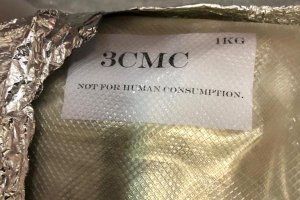 1KG
3CMC
NOT FOR HUMAN CONSUMPTION.